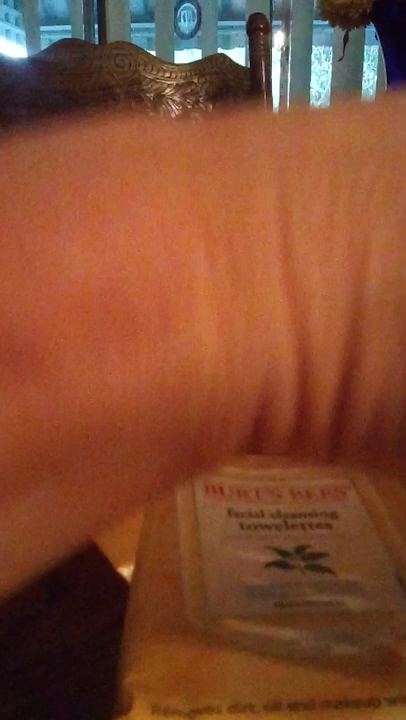 BURT'S BEES
facial cleansing
towelettes
Removes dirt, oil and makeup